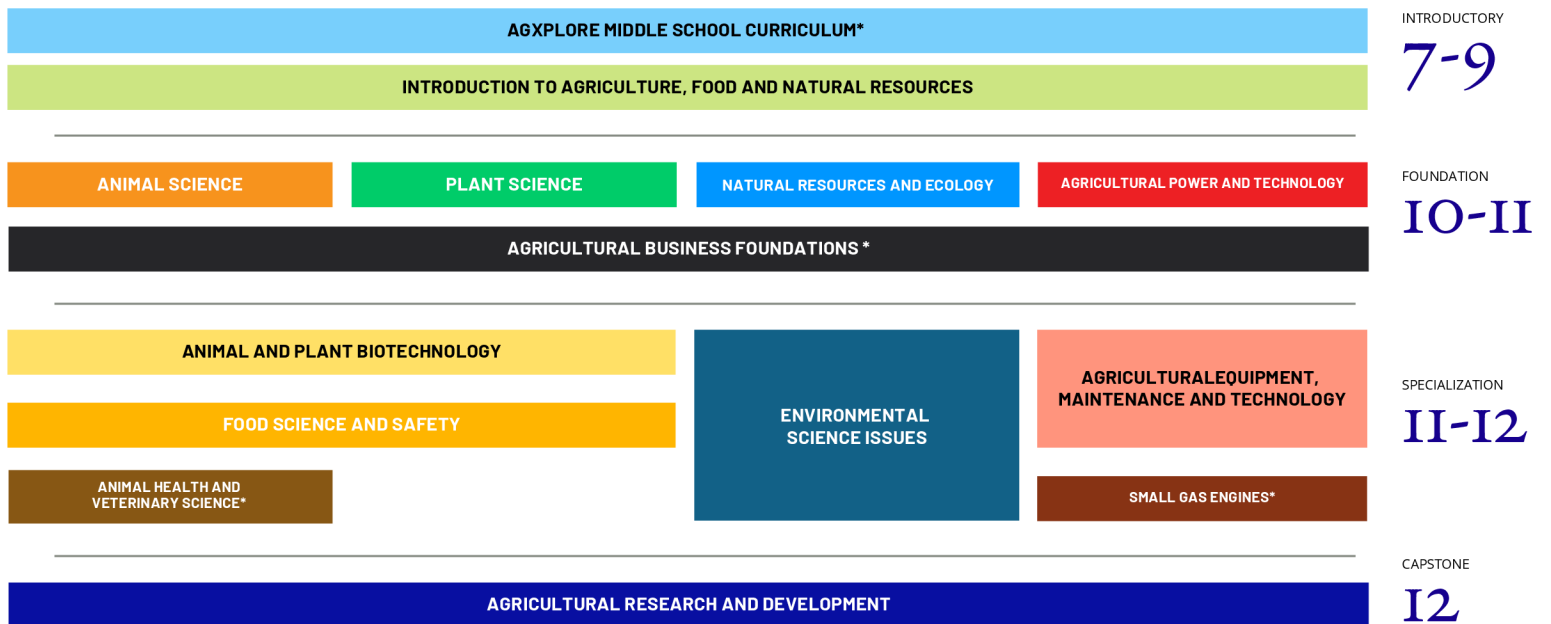 AGXPLORE MIDDLE SCHOOL CURRICULUM*
INTRODUCTORY
7-9
INTRODUCTION TO AGRICULTURE, FOOD AND NATURAL RESOURCES
ANIMAL SCIENCE
PLANT SCIENCE
NATURAL RESOURCES AND ECOLOGY
AGRICULTURAL POWER AND TECHNOLOGY
FOUNDATION
10-11
AGRICULTURAL BUSINESS FOUNDATIONS *
ANIMAL AND PLANT BIOTECHNOLOGY
FOOD SCIENCE AND SAFETY
ANIMAL HEALTH AND
VETERINARY SCIENCE*
ENVIRONMENTAL
SCIENCE ISSUES
AGRICULTURALEQUIPMENT,
MAINTENANCE AND TECHNOLOGY
SMALL GAS ENGINES*
SPECIALIZATION
11-12
CAPSTONE
12
AGRICULTURAL RESEARCH AND DEVELOPMENT